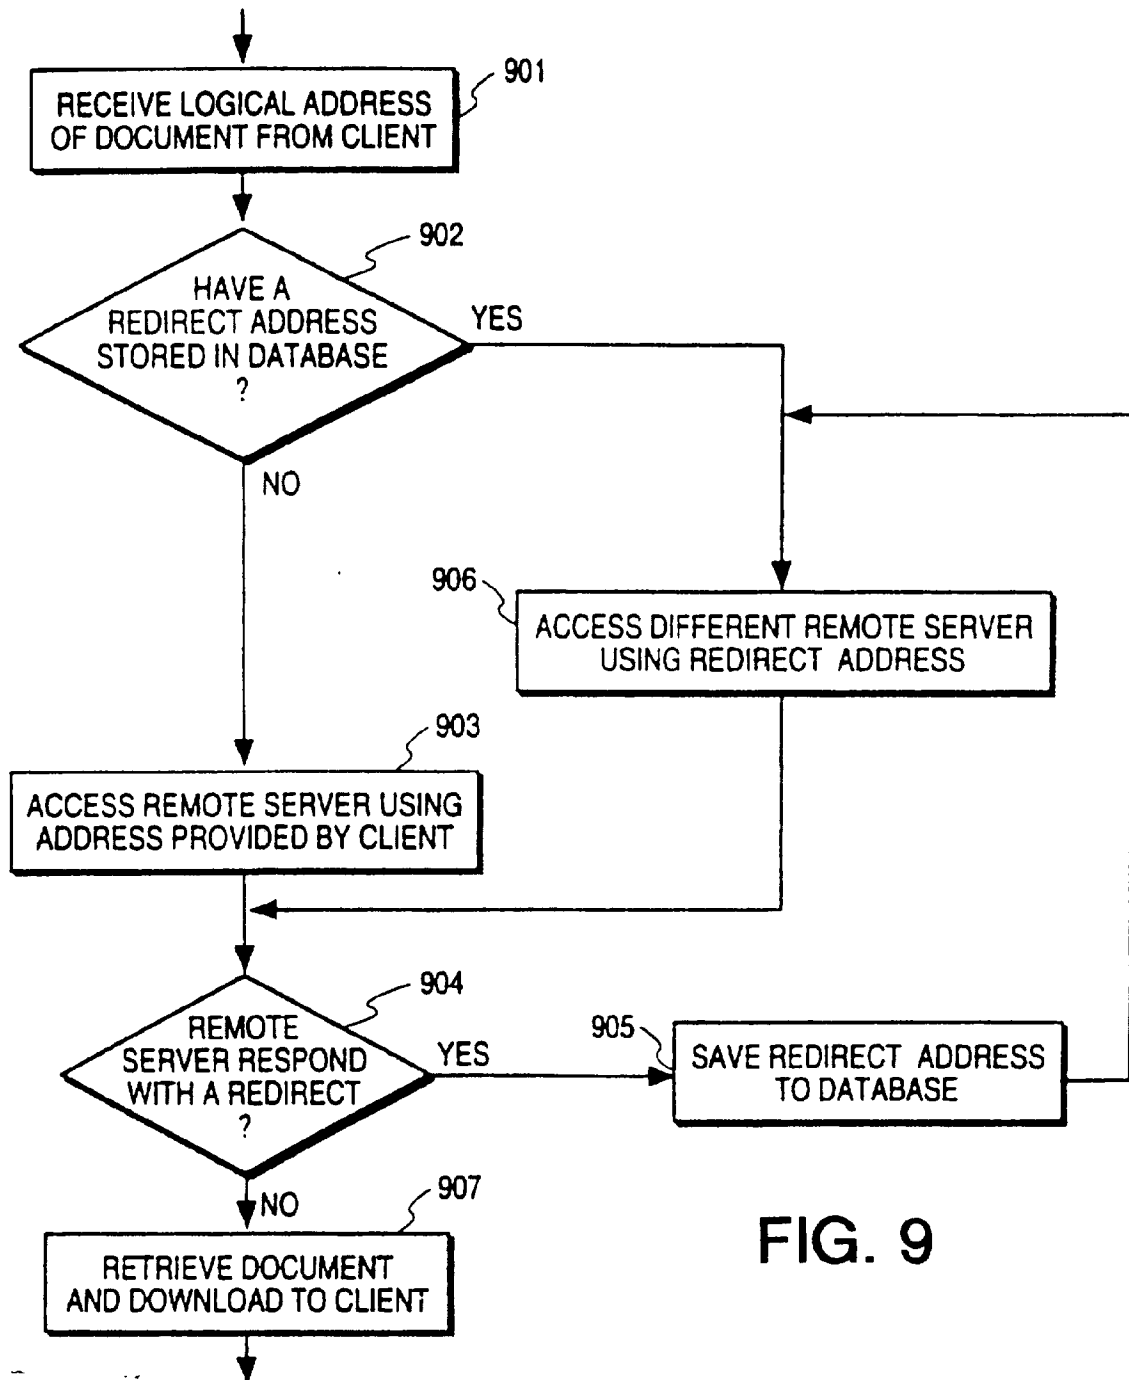 901
RECEIVE LOGICAL ADDRESS
OF DOCUMENT FROM CLIENT
902
HAVE A
REDIRECT ADDRESS
STORED IN DATABASE
?
YES
NO
906
ACCESS DIFFERENT REMOTE SERVER
USING REDIRECT ADDRESS
903
ACCESS REMOTE SERVER USING
ADDRESS PROVIDED BY CLIENT
904
REMOTE
SERVER RESPOND
WITH A REDIRECT
?
YES
905
SAVE REDIRECT ADDRESS
TO DATABASE
NO
907
RETRIEVE DOCUMENT
AND DOWNLOAD TO CLIENT
FIG. 9